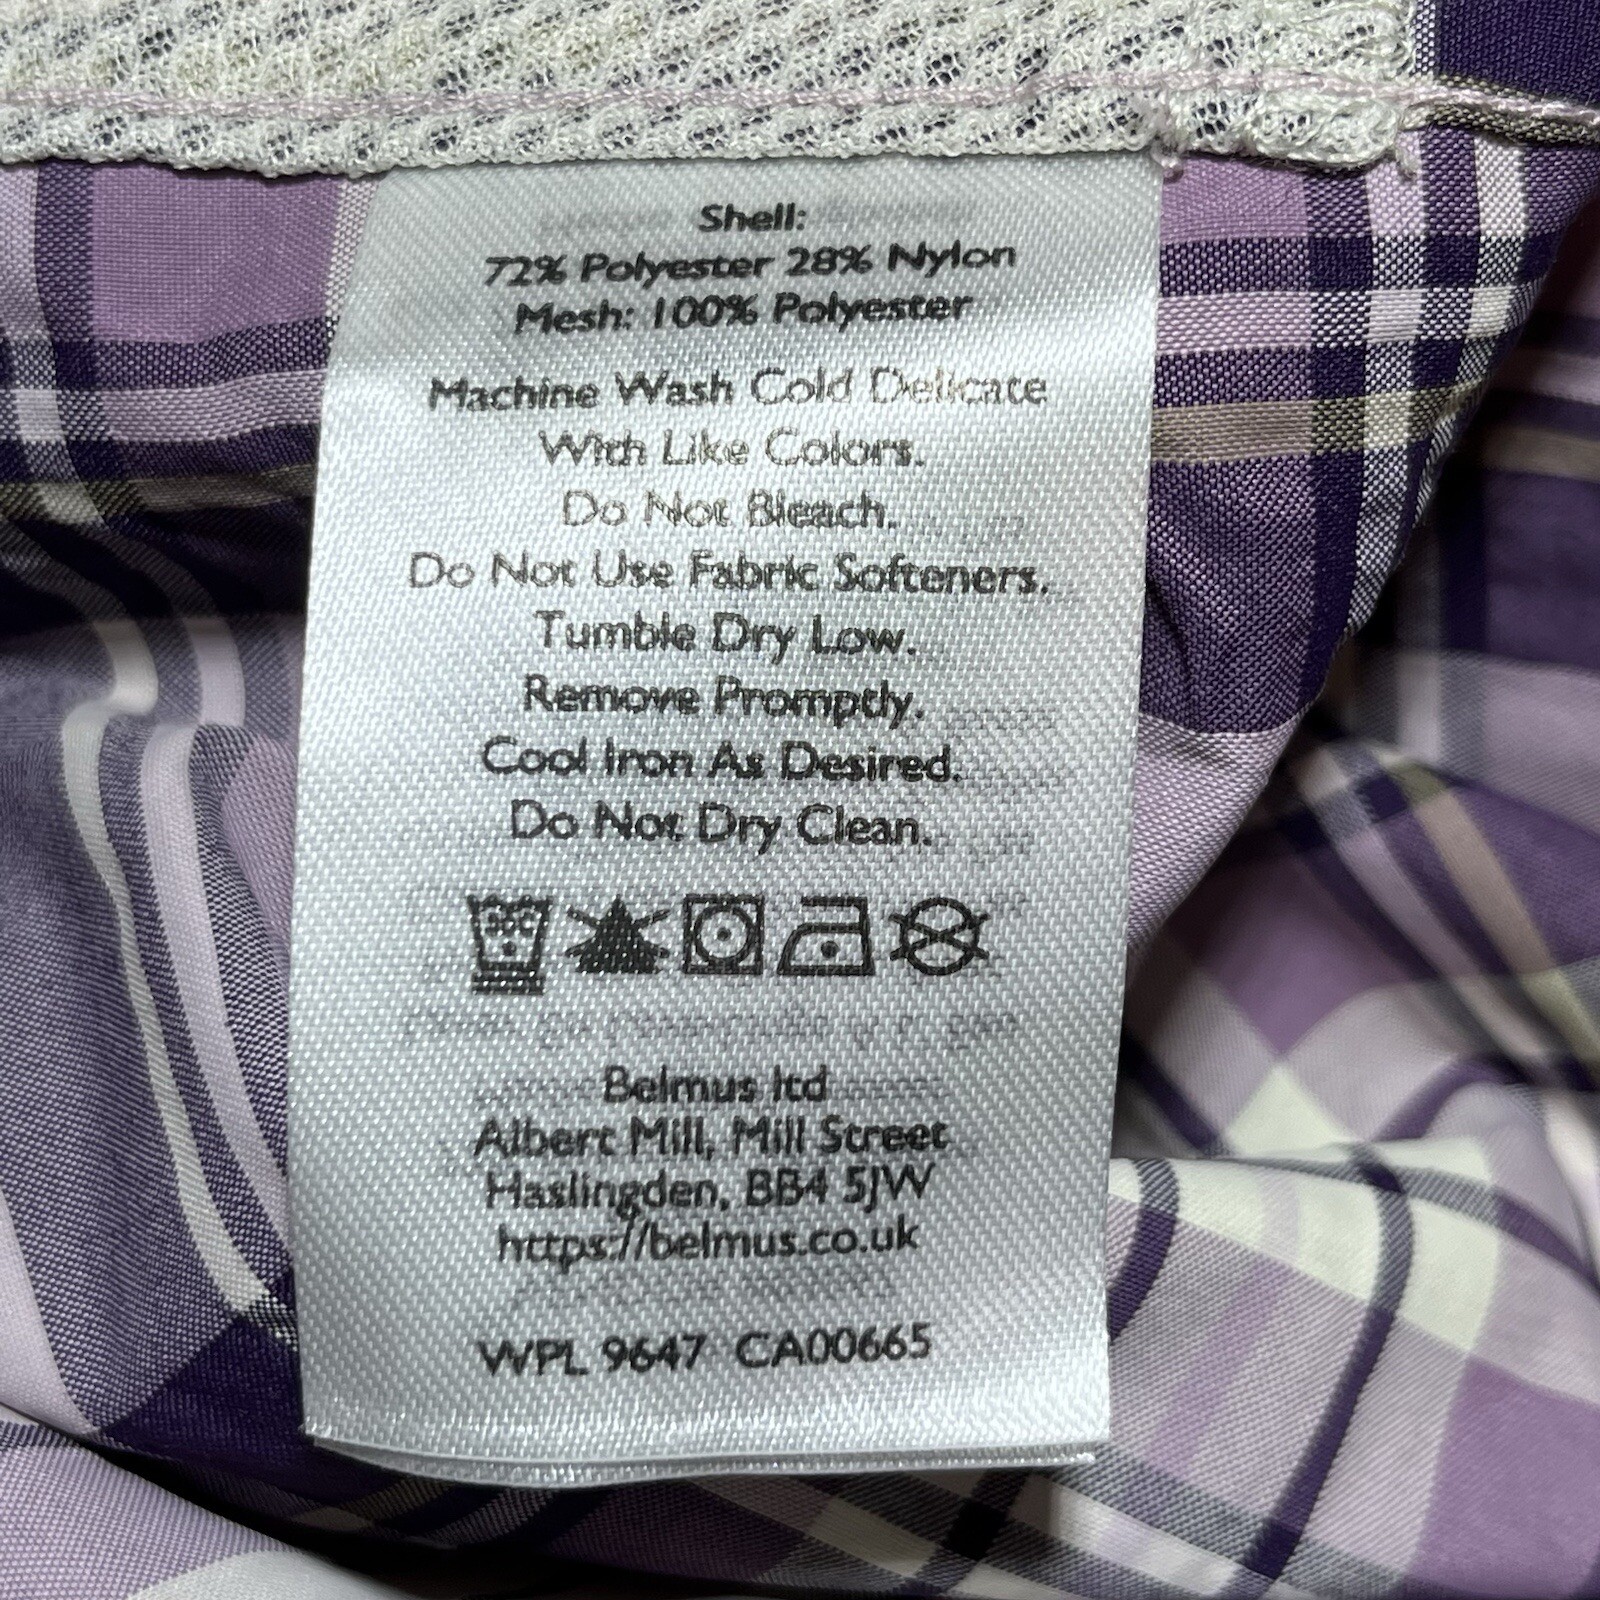 Shell:
72% Polyester 28% Nylon
Mesh: 100% Polyester
Machine Wash Cold Delicate
With Like Colors.
Do Not Bleach.
Do Not Use Fabric Softeners.
Tumble Dry Low.
Remove Promptly.
Cool Iron As Desired.
Do Not Dry Clean.
30C
Belmus ltd
Albert Mill, Mill Street
Haslingden, BB4 5JW
https://belmus.co.uk
WPL 9647 CA00665